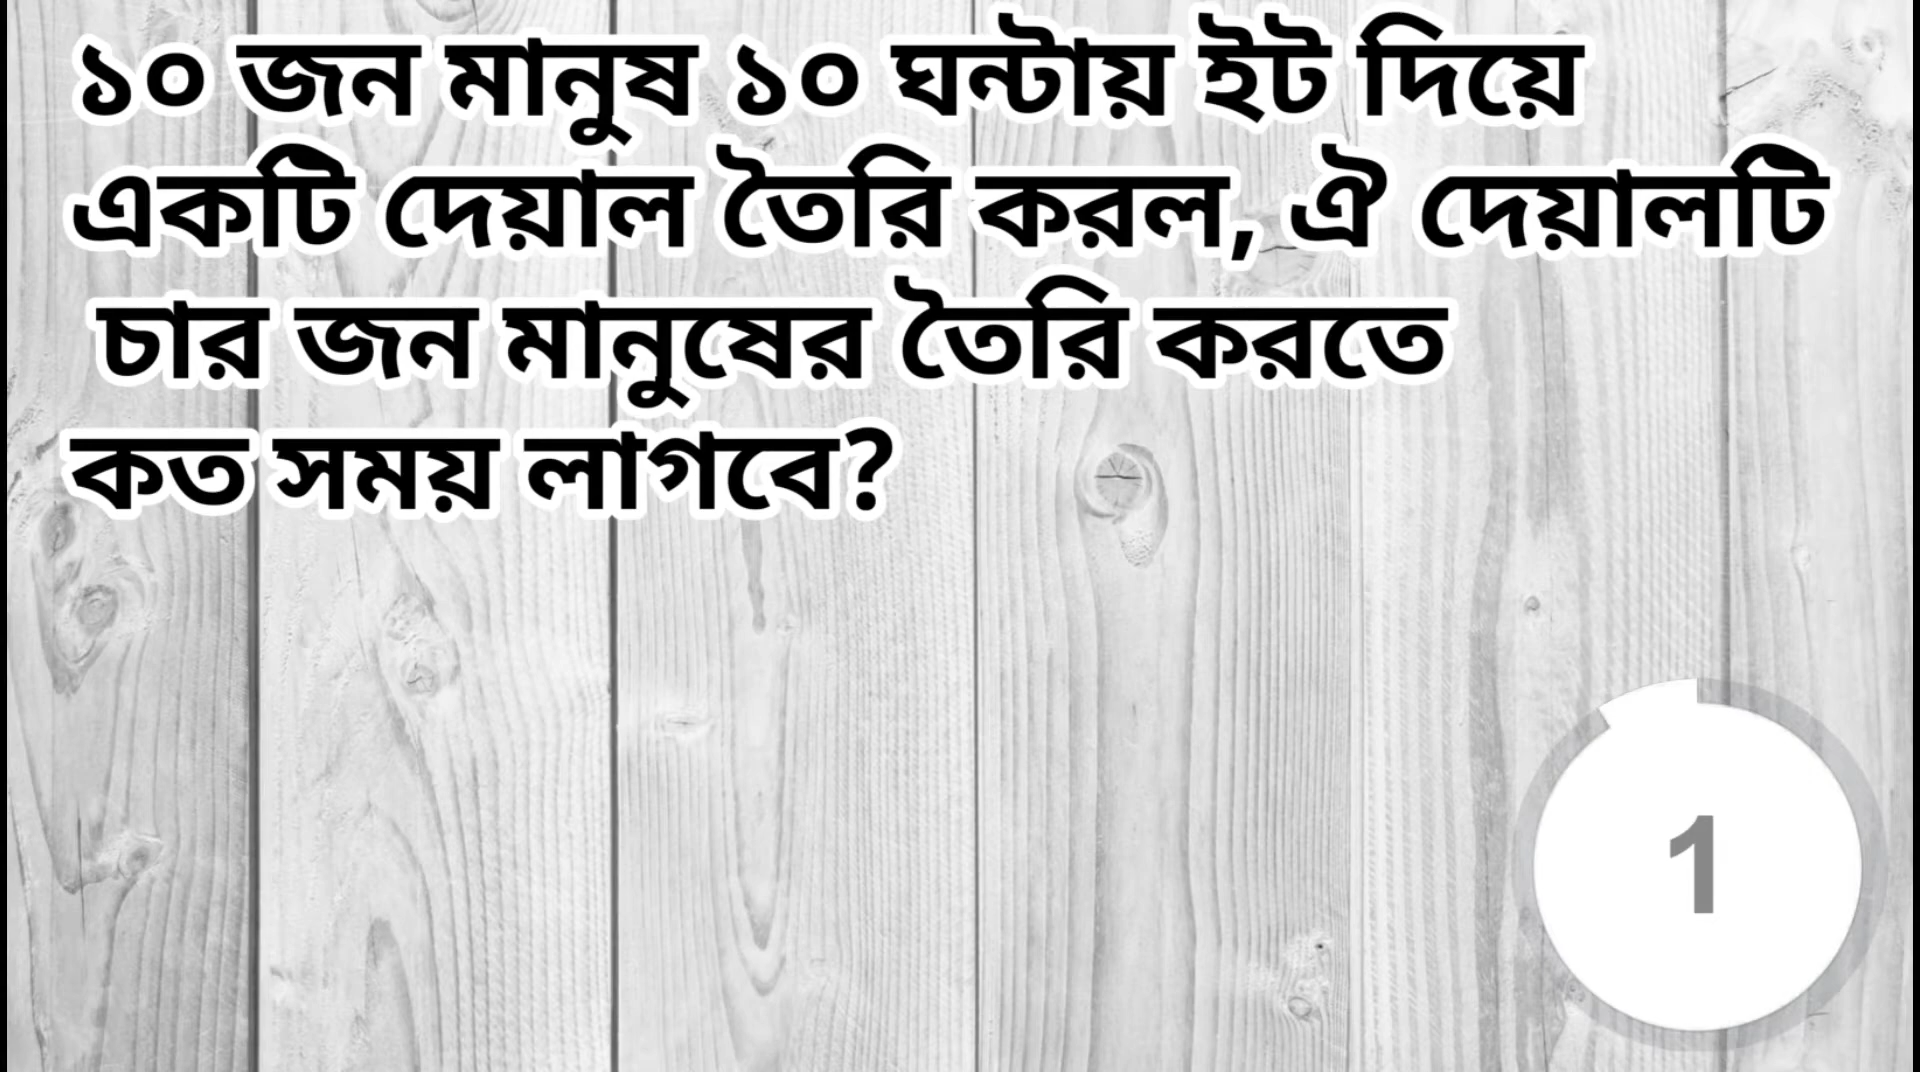 ১০ জন মানুষ ১০ ঘন্টায় ইট দিয়ে
একটি দেয়াল তৈরি করল, ঐ দেয়ালটি
চার জন মানুষের তৈরি করতে
কত সময় লাগবে?
1